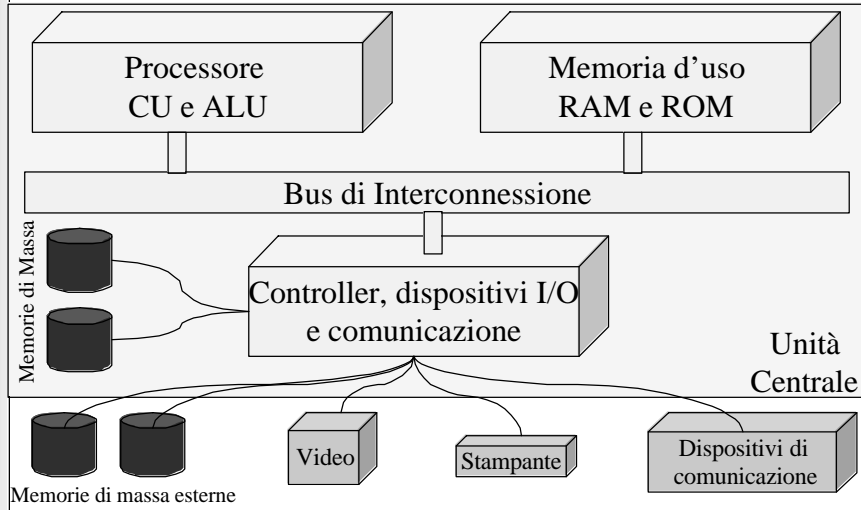 Processore
CU e ALU
Memoria d'uso
RAM e ROM
Bus di Interconnessione
Memorie di Massa
Controller, dispositivi I/O
e comunicazione
Unità
Centrale
Video
Stampante
Dispositivi di
comunicazione
Memorie di massa esterne